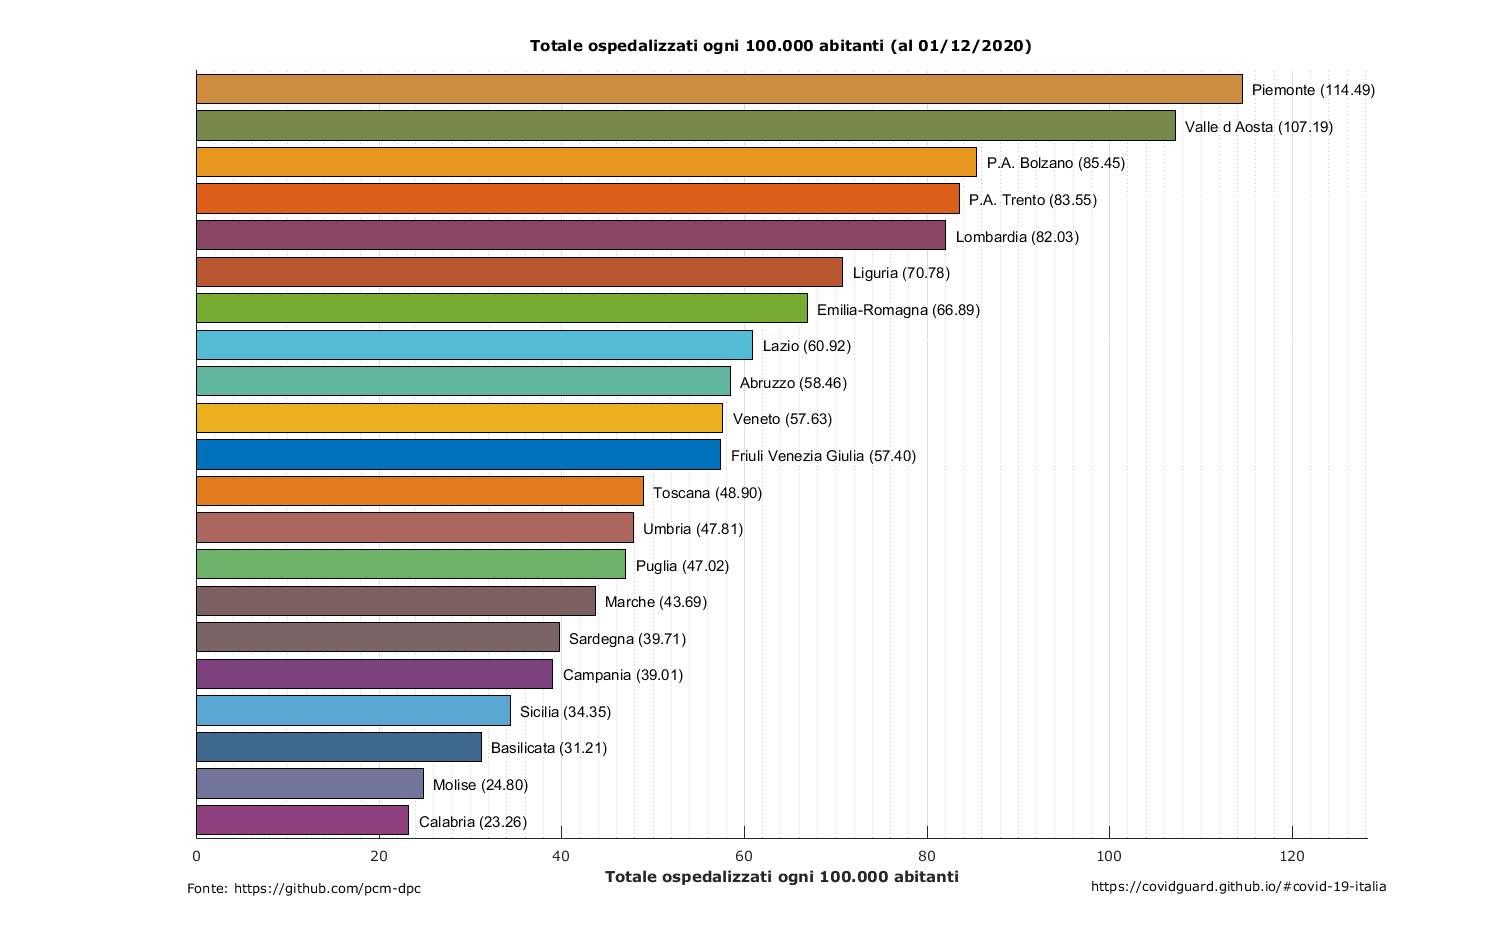 Totale ospedalizzati ogni 100.000 abitanti (al 01/12/2020)
Piemonte (114.49)
Valle d Aosta (107.19)
P.A. Bolzano (85.45)
P.A. Trento (83.55)
Lombardia (82.03)
Liguria (70.78)
Emilia-Romagna (66.89)
Lazio (60.92)
Abruzzo (58.46)
Veneto (57.63)
Friuli Venezia Giulia (57.40)
Toscana (48.90)
Umbria (47.81)
Puglia (47.02)
Marche (43.69)
Sardegna (39.71)
Campania (39.01)
Sicilia (34.35)
Basilicata (31.21)
Molise (24.80)
Calabria (23.26)
0 20 40 60 80 100 120
Totale ospedalizzati ogni 100.000 abitanti
Fonte: https://github.com/pcm-dpc
https://covidguard.github.io/#covid-19-italia